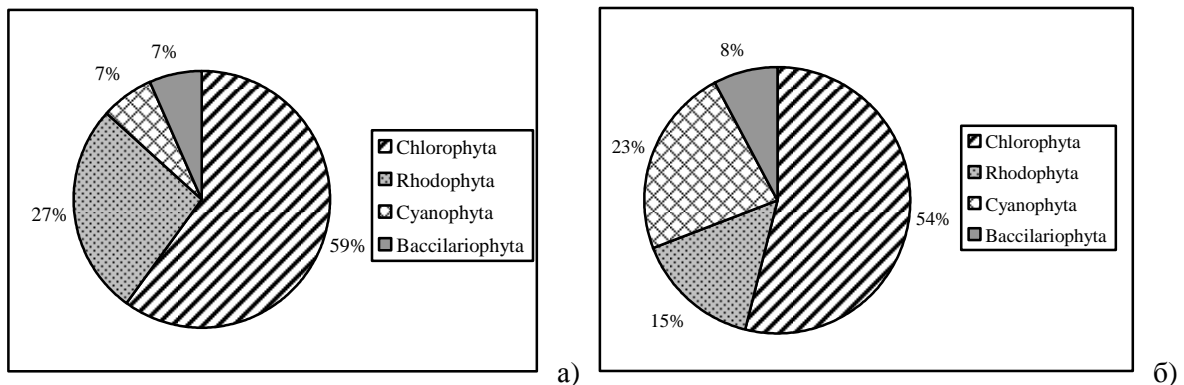 7%
7%
27%
59%
Chlorophyta
Rhodophyta
Cyanophyta
Baccilariophyta
а)
8%
23%
15%
54%
Chlorophyta
Rhodophyta
Cyanophyta
Baccilariophyta
б)